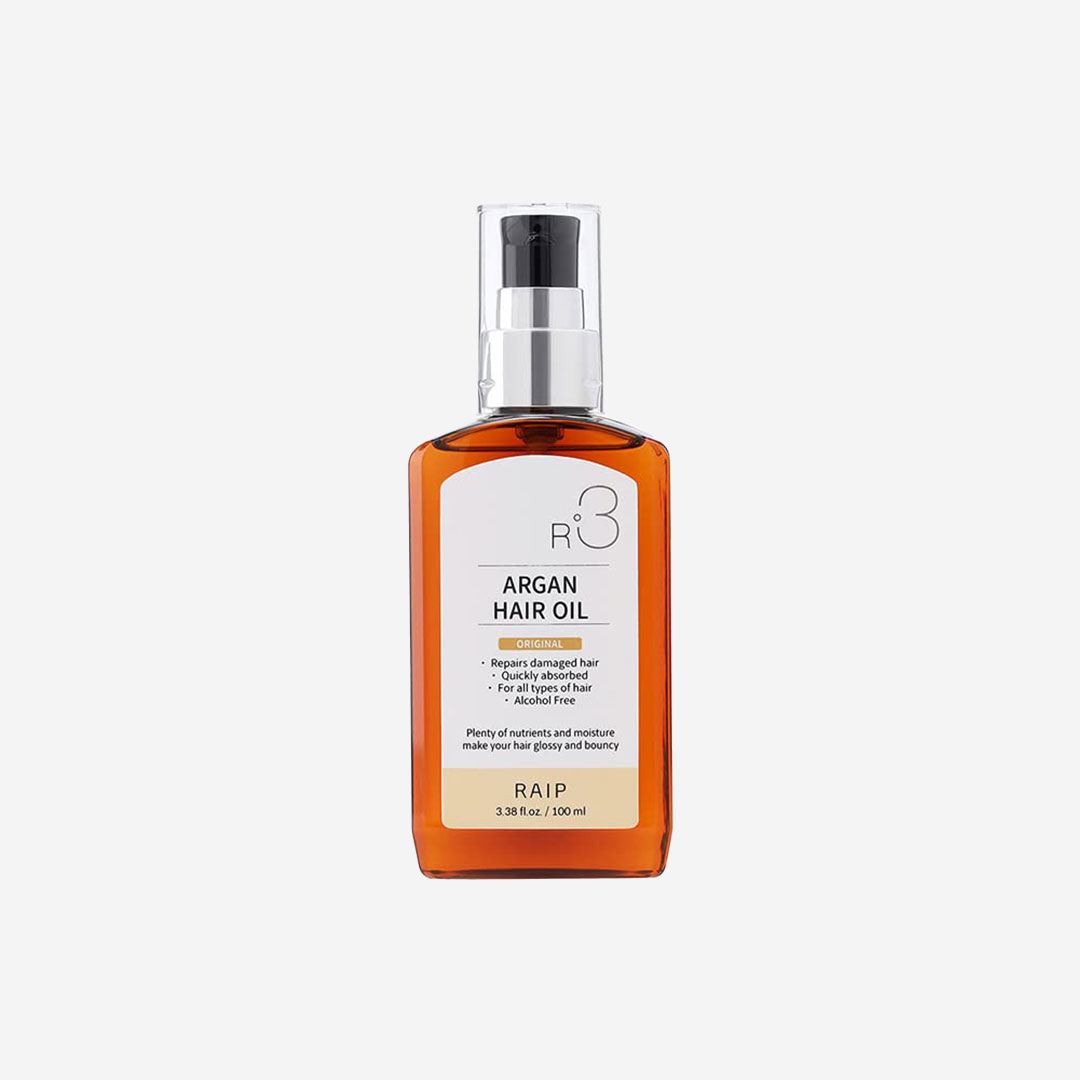 R°3
ARGAN
HAIR OIL
ORIGINAL
· Repairs damaged hair
· Quickly absorbed
· For all types of hair
· Alcohol Free
Plenty of nutrients and moisture
make your hair glossy and bouncy
RAIP
3.38 fl.oz. / 100 ml